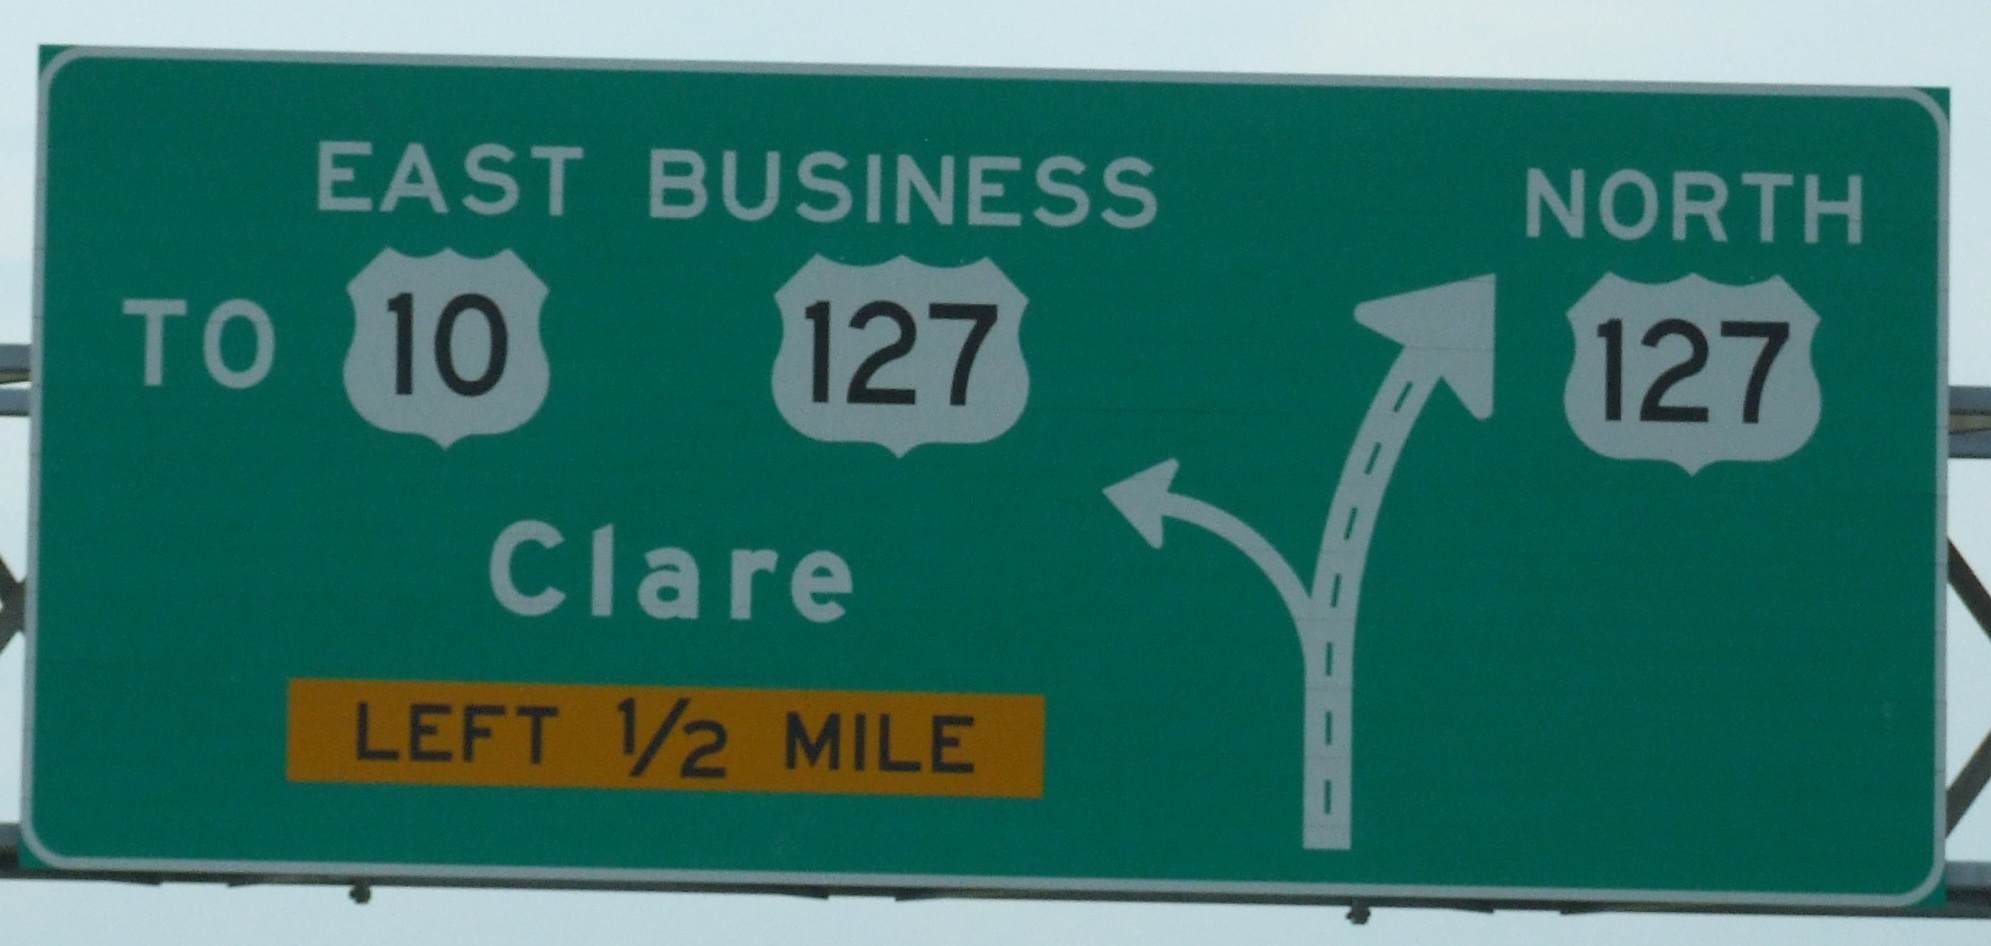 EAST BUSINESS NORTH
TO 10 127 127
Clare
LEFT 1/2 MILE